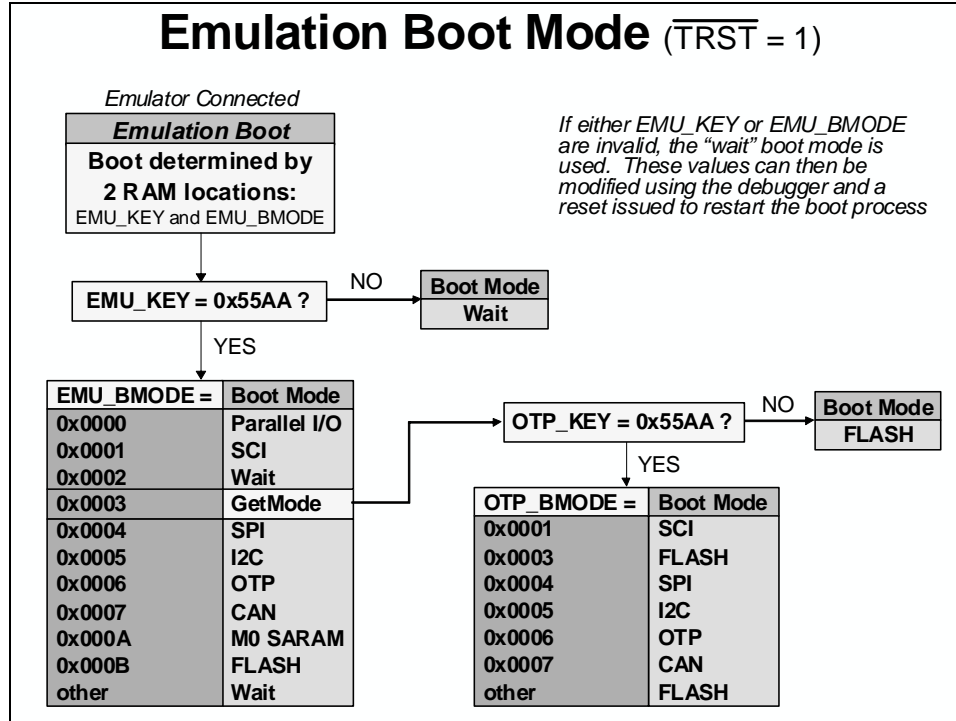 Emulation Boot Mode (TRST = 1)
Emulator Connected
Emulation Boot
Boot determined by
2 RAM locations:
EMU_KEY and EMU_BMODE
If either EMU_KEY or EMU_BMODE
are invalid, the “wait” boot mode is
used. These values can then be
modified using the debugger and a
reset issued to restart the boot process
EMU_KEY = 0x55AA ?
NO
Boot Mode
Wait
YES
EMU_BMODE = Boot Mode
0x0000 Parallel I/O
0x0001 SCI
0x0002 Wait
0x0003 GetMode
0x0004 SPI
0x0005 I2C
0x0006 OTP
0x0007 CAN
0x000A M0 SARAM
0x000B FLASH
other Wait
OTP_KEY = 0x55AA ?
NO
Boot Mode
FLASH
YES
OTP_BMODE = Boot Mode
0x0001 SCI
0x0003 FLASH
0x0004 SPI
0x0005 I2C
0x0006 OTP
0x0007 CAN
other FLASH